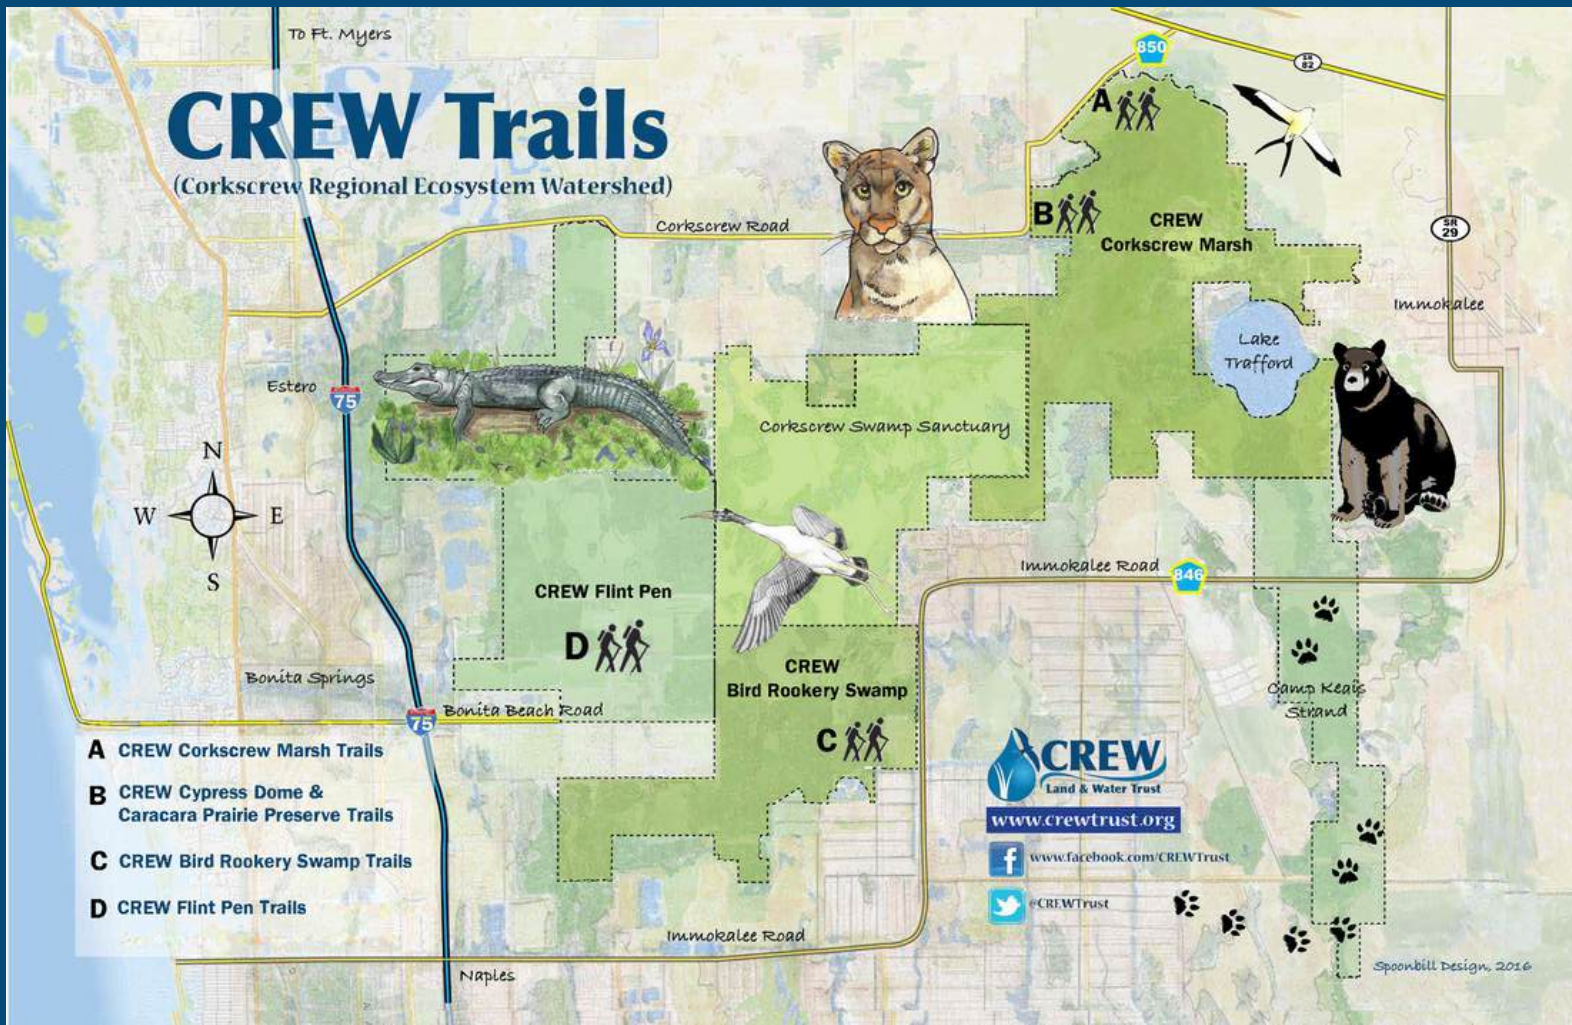 To Ft. Myers
CREW Trails
(Corkscrew Regional Ecosystem Watershed)
850
SR
82
A
Corkscrew Road
B
CREW
Corkscrew Marsh
SR
29
Immokalee
Lake
Trafford
Estero
75
Corkscrew Swamp Sanctuary
N
W
E
S
Immokalee Road
846
CREW Flint Pen
D
CREW
Bird Rookery Swamp
C
Bonita Springs
Bonita Beach Road
75
Camp Keais
Strand
A CREW Corkscrew Marsh Trails
B CREW Cypress Dome &
Caracara Prairie Preserve Trails
C CREW Bird Rookery Swamp Trails
D CREW Flint Pen Trails
CREW
Land & Water Trust
www.crewtrust.org
f www.facebook.com/CREWTrust
@CREWTrust
Immokalee Road
Naples
Spoonbill Design, 2016